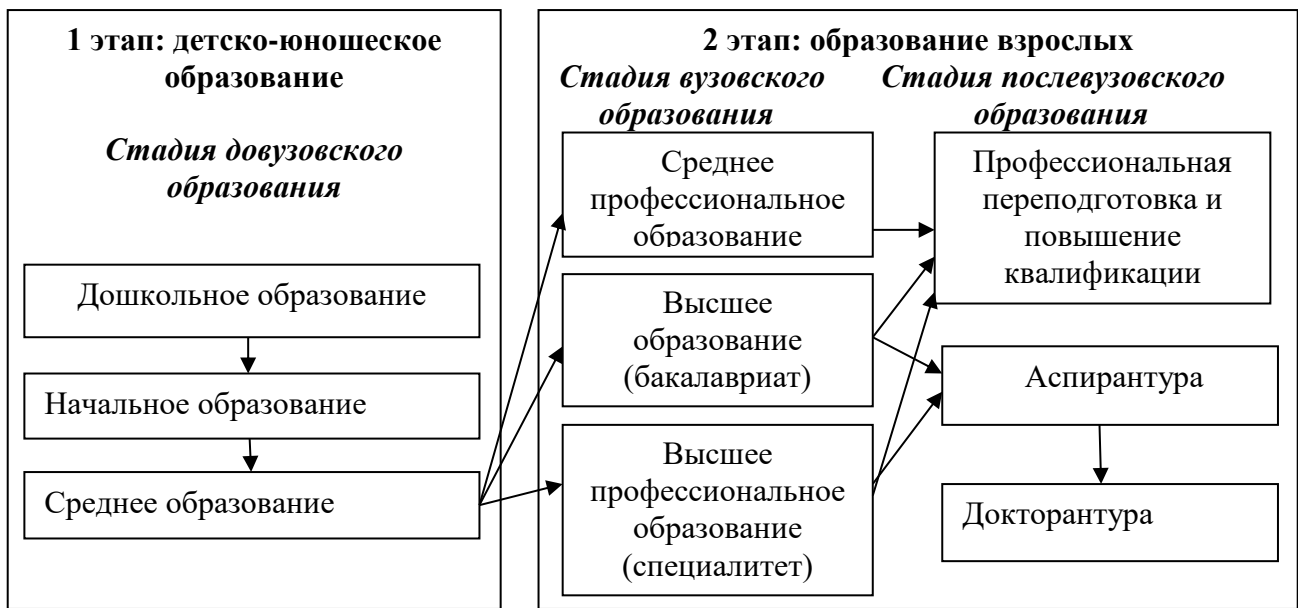 1 этап: детско-юношеское
образование
Стадия довузовского
образования
Дошкольное образование
Начальное образование
Среднее образование
2 этап: образование взрослых
Стадия вузовского
образования
Среднее
профессиональное
образование
Высшее
образование
(бакалавриат)
Высшее
профессиональное
образование
(специалитет)
Стадия послевузовского
образования
Профессиональная
переподготовка и
повышение
квалификации
Аспирантура
Докторантура